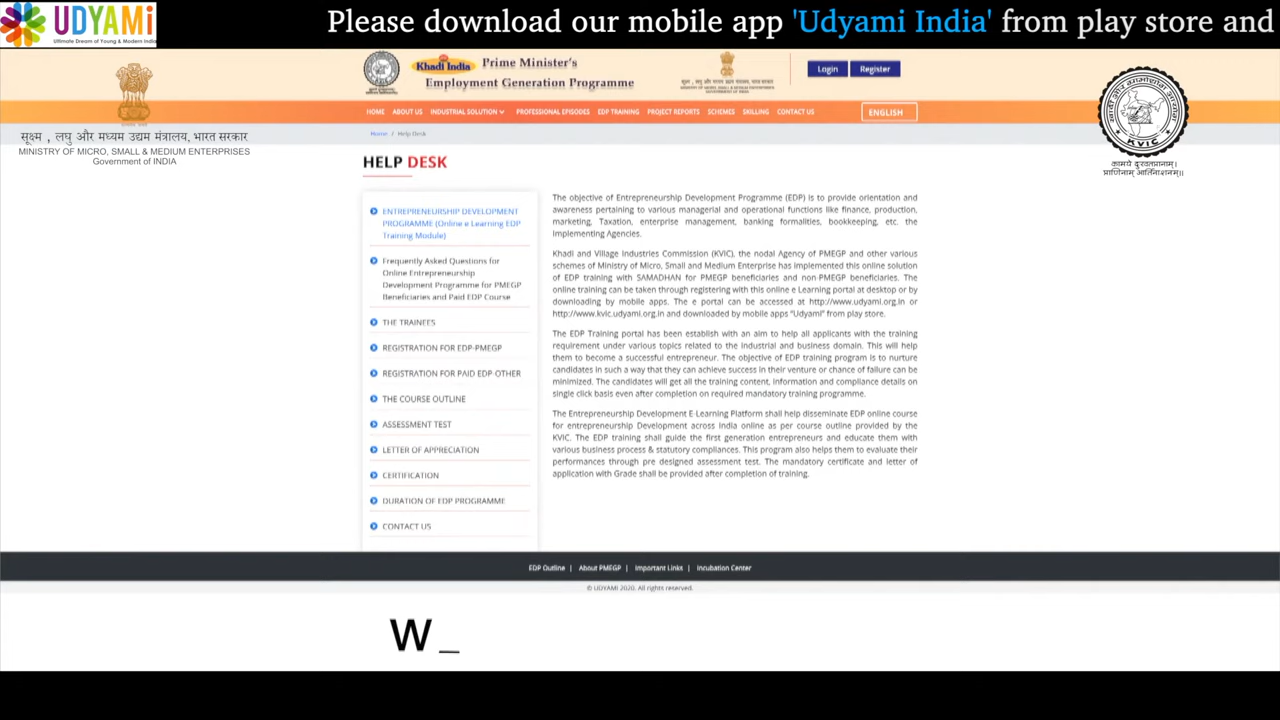 UDYAMi
Ultimate Dream of Young & Modern India
Please download our mobile app 'Udyami India' from play store and
Khadi India
Prime Minister's
Employment Generation Programme
Login
Register
HOME ABOUT US INDUSTRIAL SOLUTION PROFESSIONAL EPISODES EDP TRAINING PROJECT REPORTS SCHEMES SKILLING CONTACT US
ENGLISH
सूक्ष्म , लघु और मध्यम उद्यम मंत्रालय, भारत सरकार
MINISTRY OF MICRO, SMALL & MEDIUM ENTERPRISES
Government of INDIA
KVIC
Home / Help Desk
HELP DESK
ENTREPRENEURSHIP DEVELOPMENT
PROGRAMME (Online e Learning EDP
Training Module)
Frequently Asked Questions for
Online Entrepreneurship
Development Programme for PMEGP
Beneficiaries and Paid EDP Course
THE TRAINEES
REGISTRATION FOR EDP-PMEGP
REGISTRATION FOR PAID EDP-OTHER
THE COURSE OUTLINE
ASSESSMENT TEST
LETTER OF APPRECIATION
CERTIFICATION
DURATION OF EDP PROGRAMME
CONTACT US
The objective of Entrepreneurship Development Programme (EDP) is to provide orientation and
awareness pertaining to various managerial and operational functions like finance, production,
marketing, Taxation, enterprise management, banking formalities, bookkeeping, etc. the
Implementing Agencies.
Khadi and Village Industries Commission (KVIC), the nodal Agency of PMEGP and other various
schemes of Ministry of Micro, Small and Medium Enterprise has implemented this online solution
of EDP training with SAMADHAN for PMEGP beneficiaries and non-PMEGP beneficiaries. The
online training can be taken through registering with this online e Learning portal at desktop or by
downloading by mobile apps. The e portal can be accessed at http://www.udyami.org.in or
http://www.kvic.udyami.org.in and downloaded by mobile apps "Udyami" from play store.
The EDP Training portal has been establish with an aim to help all applicants with the training
requirement under various topics related to the industrial and business domain. This will help
them to become a successful entrepreneur. The objective of EDP training program is to nurture
candidates in such a way that they can achieve success in their venture or chance of failure can be
minimized. The candidates will get all the training content, information and compliance details on
single click basis even after completion on required mandatory training programme.
The Entrepreneurship Development E-Learning Platform shall help disseminate EDP online course
for entrepreneurship Development across India online as per course outline provided by the
KVIC. The EDP training shall guide the first generation entrepreneurs and educate them with
various business process & statutory compliances. This program also helps them to evaluate their
performances through pre designed assessment test. The mandatory certificate and letter of
application with Grade shall be provided after completion of training.
EDP Outline | About PMEGP | Important Links | Incubation Center
© UDYAMI 2020. All rights reserved.
W_